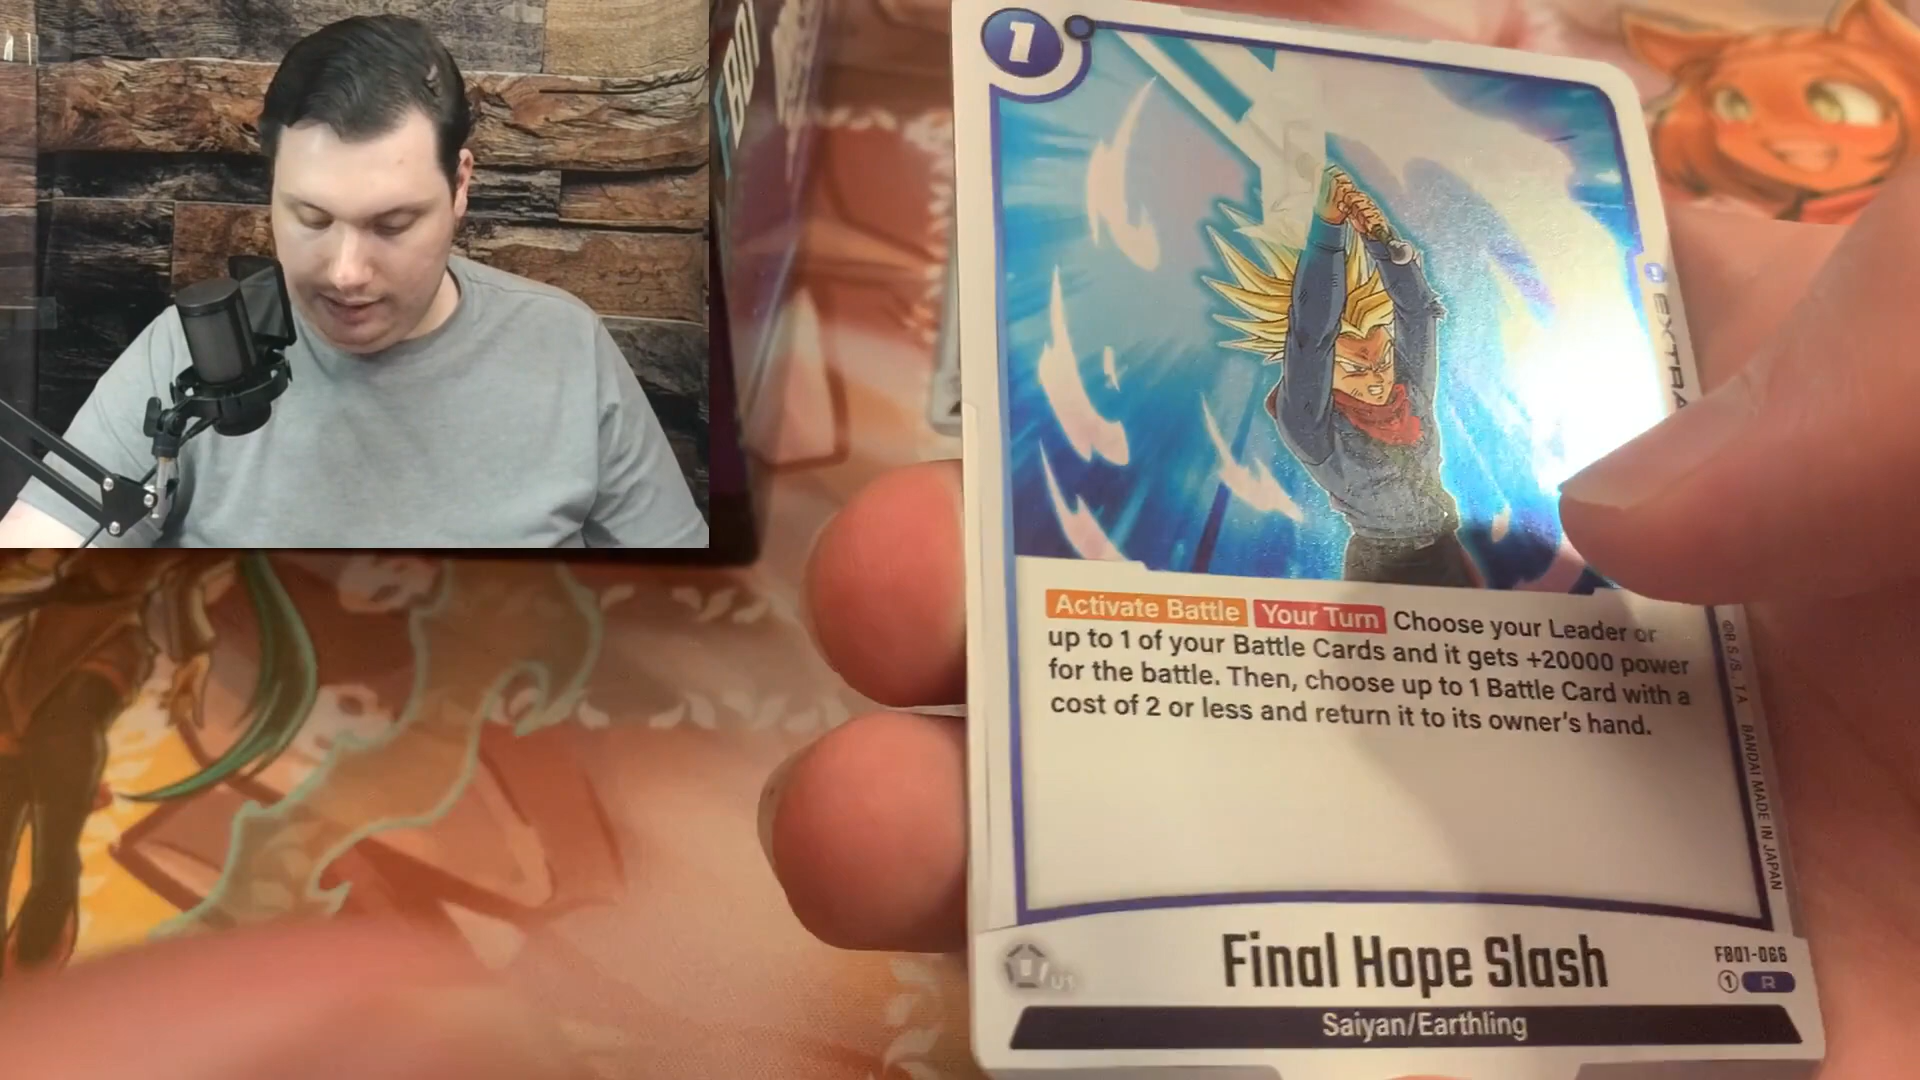 FB01
1
EXTRA
Activate Battle Your Turn Choose your Leader or
up to 1 of your Battle Cards and it gets +20000 power
for the battle. Then, choose up to 1 Battle Card with a
cost of 2 or less and return it to its owner's hand.
©B.S./S., T.A. BANDAI MADE IN JAPAN
Final Hope Slash
FB01-066
1 R
U1
Saiyan/Earthling